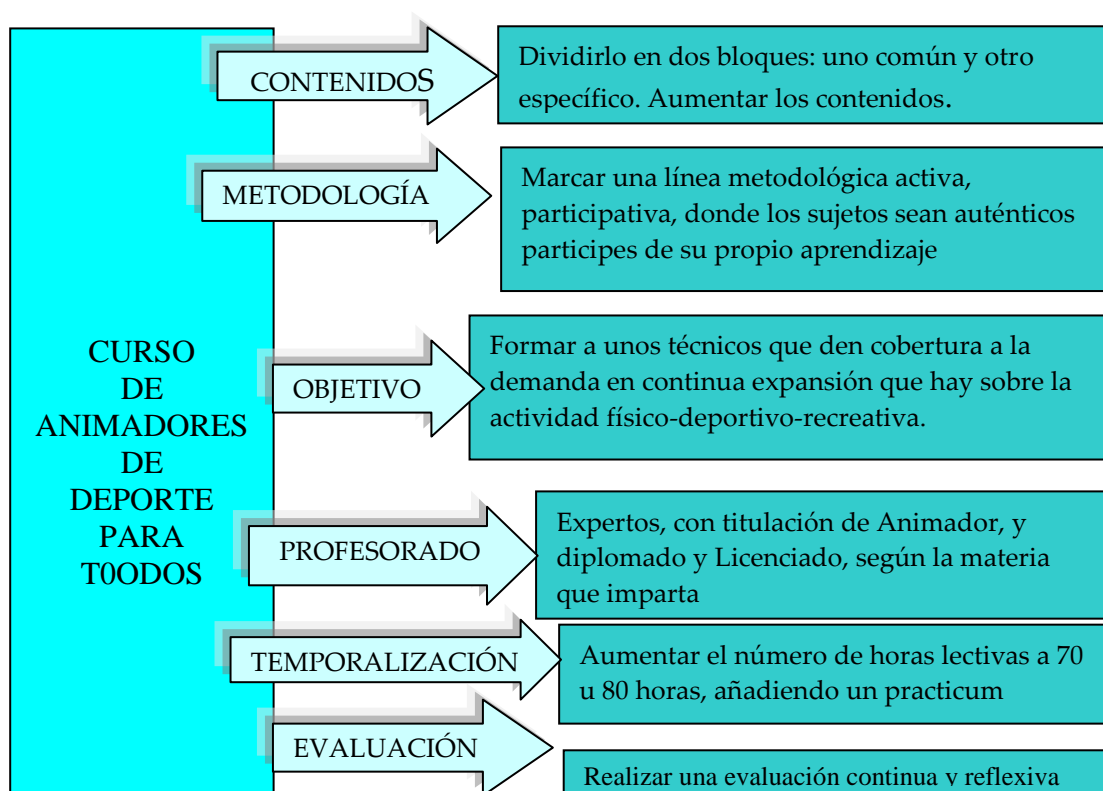 CONTENIDOS
Dividirlo en dos bloques: uno común y otro
específico. Aumentar los contenidos.
METODOLOGÍA
Marcar una línea metodológica activa,
participativa, donde los sujetos sean auténticos
participes de su propio aprendizaje
CURSO
DE
ANIMADORES
DE
DEPORTE
PARA
T0ODOS
OBJETIVO
Formar a unos técnicos que den cobertura a la
demanda en continua expansión que hay sobre la
actividad físico-deportivo-recreativa.
PROFESORADO
Expertos, con titulación de Animador, y
diplomado y Licenciado, según la materia
que imparta
TEMPORALIZACIÓN
Aumentar el número de horas lectivas a 70
u 80 horas, añadiendo un practicum
EVALUACIÓN
Realizar una evaluación continua y reflexiva